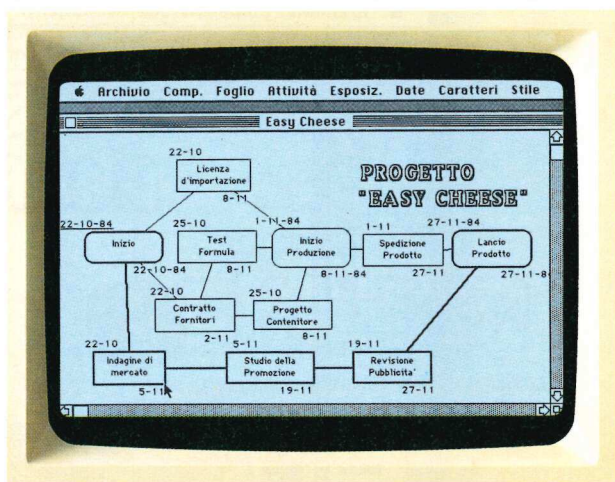 Archivio Comp. Foglio Attività Esposiz. Date Caratteri Stile
Easy Cheese
22-10
Licenza
d'importazione
8-11
PROGETTO
"EASY CHEESE"
22-10-84
Inizio
22-10-84
25-10
Test
Formula
8-11
1-11-84
Inizio
Produzione
8-11-84
1-11
Spedizione
Prodotto
27-11
27-11-84
Lancio
Prodotto
27-11-84
22-10
Contratto
Fornitori
2-11
25-10
Progetto
Contenitore
8-11
22-10
Indagine di
mercato
5-11
5-11
Studio della
Promozione
19-11
19-11
Revisione
Pubblicita'
27-11